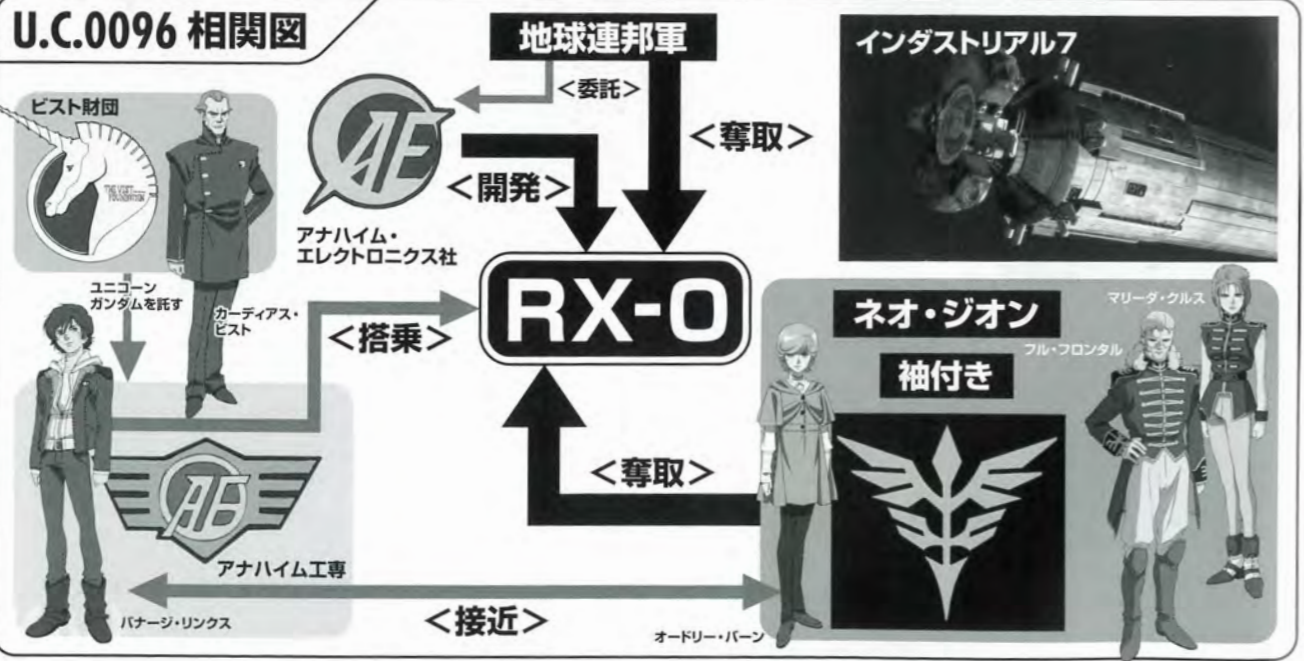 U.C.0096 相関図
地球連邦軍
<委託>
<奪取>
インダストリアル7
ビスト財団
THE VIST
FOUNDATION
AE
<開発>
アナハイム・
エレクトロニクス社
ユニコーン
ガンダムを託す
カーディアス・
ビスト
<搭乗>
RX-0
ネオ・ジオン
袖付き
マリーダ・クルス
フル・フロンタル
<奪取>
AE
アナハイム工専
<接近>
バナージ・リンクス
オードリー・バーン